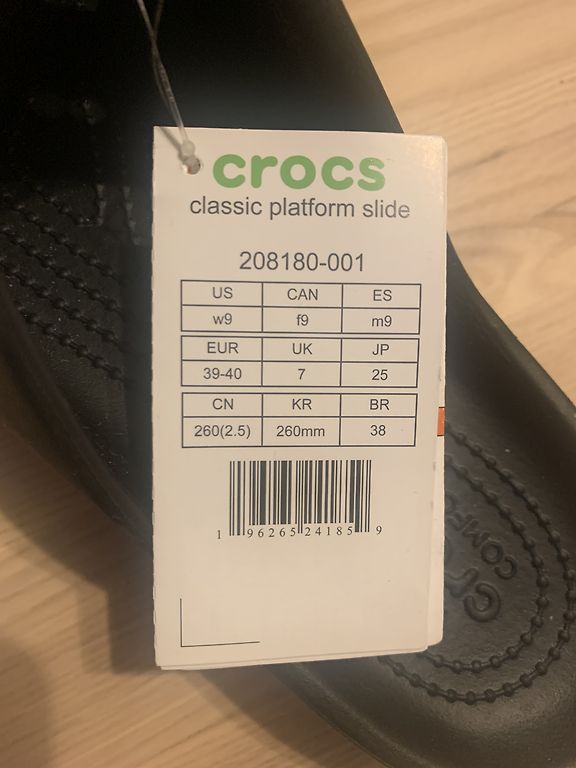 crocs
classic platform slide
208180-001
US CAN ES
w9 f9 m9
EUR UK JP
39-40 7 25
CN KR BR
260(2.5) 260mm 38
1 96265 24185 9
COMFO